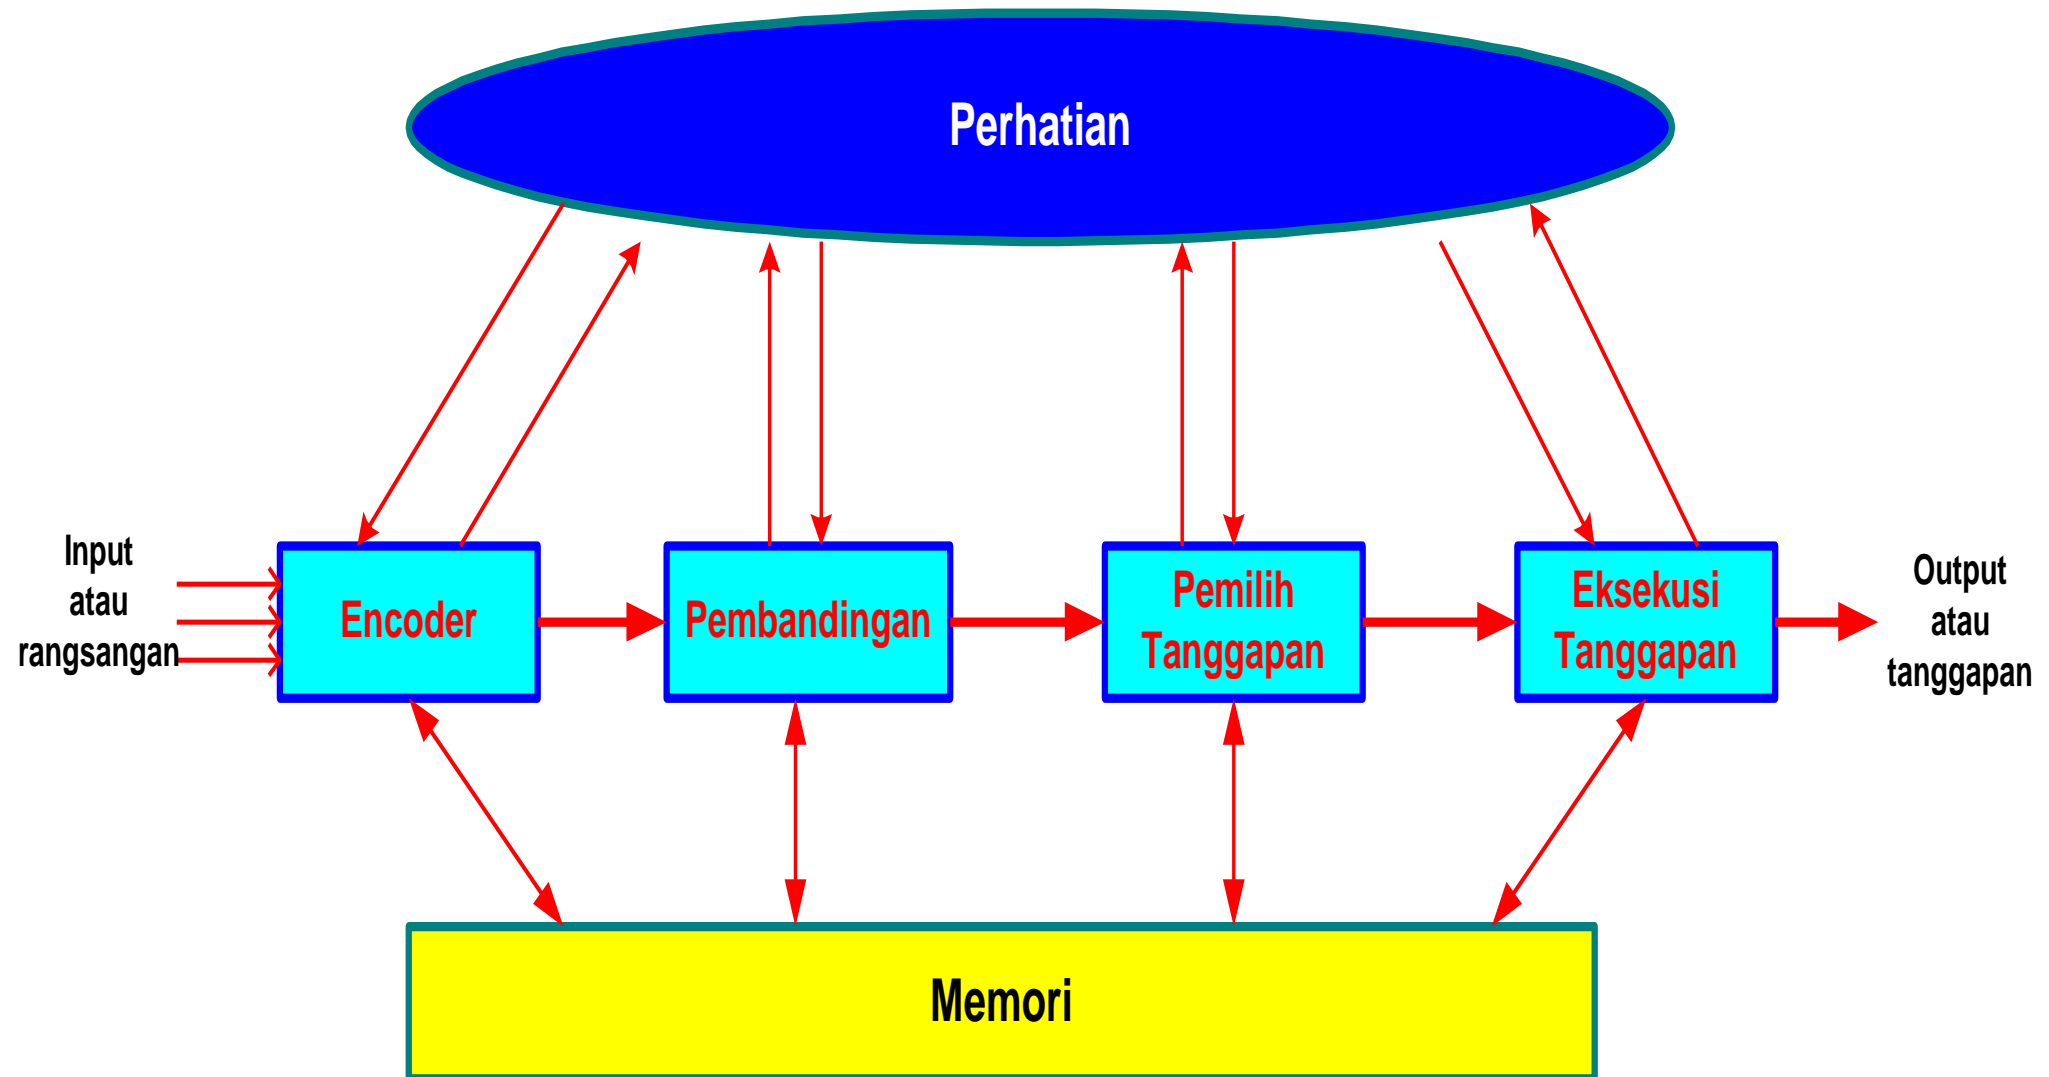 Perhatian
Input
atau
rangsangan
Encoder
Pembandingan
Pemilih
Tanggapan
Eksekusi
Tanggapan
Output
atau
tanggapan
Memori